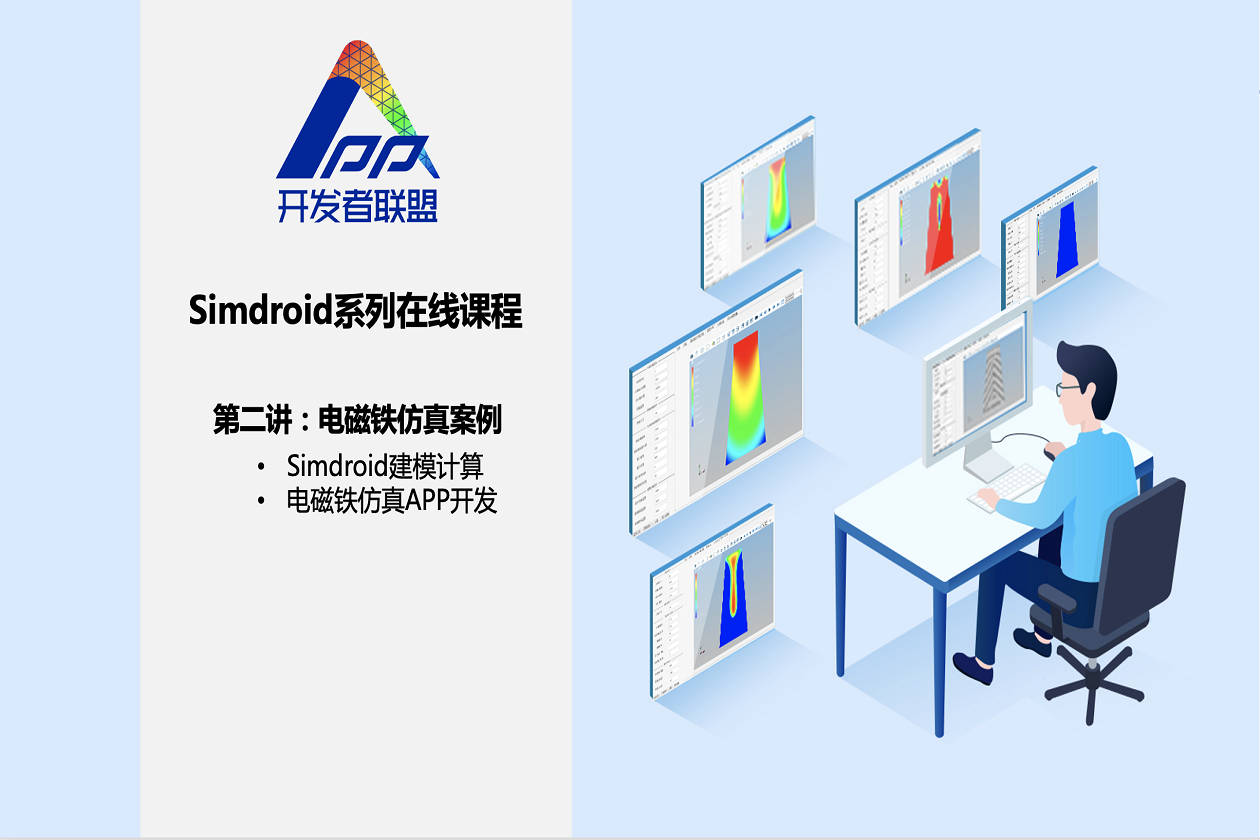 App
开发者联盟
Simdroid系列在线课程
第二讲：电磁铁仿真案例
• Simdroid建模计算
• 电磁铁仿真APP开发